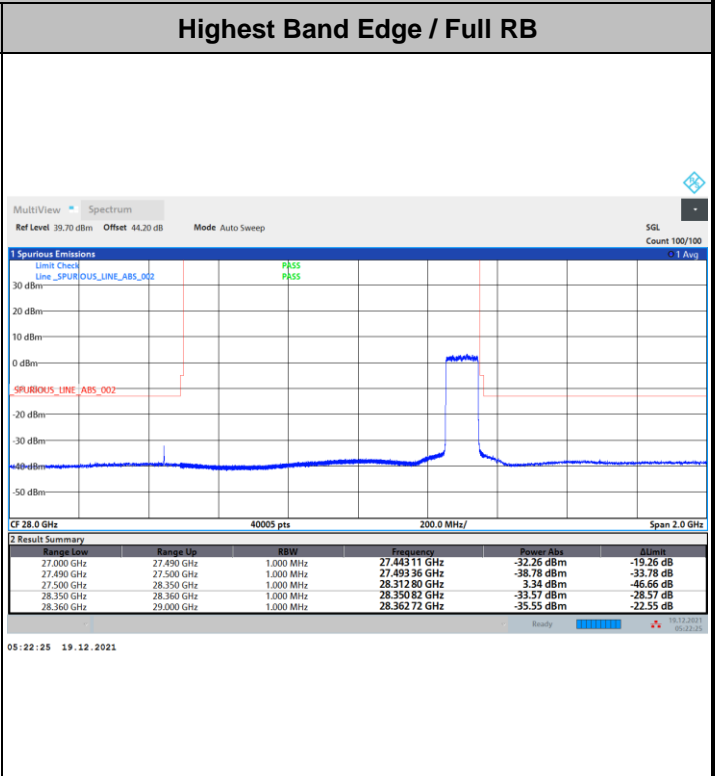 Highest Band Edge / Full RB
MultiView Spectrum
Ref Level 39.70 dBm Offset 44.20 dB Mode Auto Sweep SGL
Count 100/100
1 Spurious Emissions 1 Avg
Limit Check PASS
Line _SPURIOUS_LINE_ABS_002 PASS
30 dBm
20 dBm
10 dBm
0 dBm
_SPURIOUS_LINE_ABS_002
-20 dBm
-30 dBm
-40 dBm
-50 dBm
CF 28.0 GHz 40005 pts 200.0 MHz/ Span 2.0 GHz
2 Result Summary
Range Low Range Up RBW Frequency Power Abs ΔLimit
27.000 GHz 27.490 GHz 1.000 MHz 27.443 11 GHz -32.26 dBm -19.26 dB
27.490 GHz 27.500 GHz 1.000 MHz 27.493 36 GHz -38.78 dBm -33.78 dB
27.500 GHz 28.350 GHz 1.000 MHz 28.312 80 GHz 3.34 dBm -46.66 dB
28.350 GHz 28.360 GHz 1.000 MHz 28.350 82 GHz -33.57 dBm -28.57 dB
28.360 GHz 29.000 GHz 1.000 MHz 28.362 72 GHz -35.55 dBm -22.55 dB
Ready 19.12.2021
05:22:25
05:22:25 19.12.2021